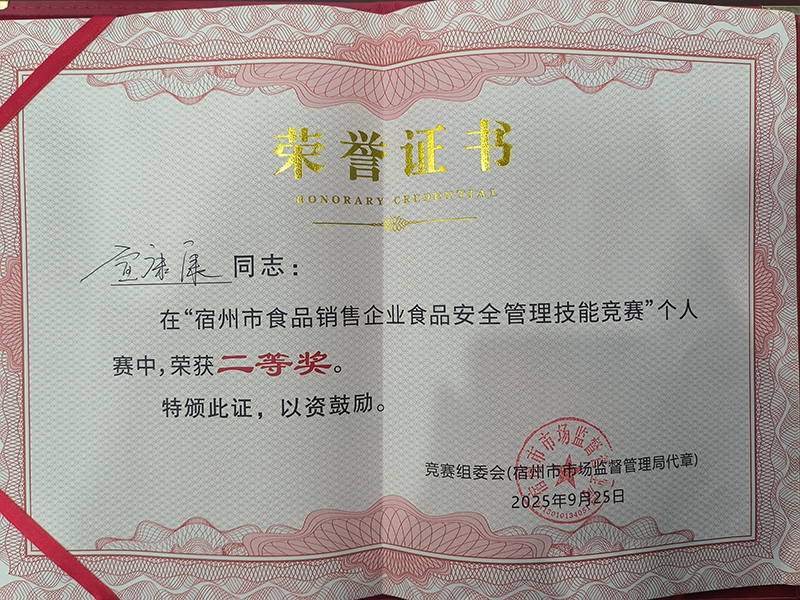 荣誉证书
HONORARY CREDENTIAL
宣康展 同志：
在“宿州市食品销售企业食品安全管理技能竞赛”个人
赛中，荣获二等奖。
特颁此证，以资鼓励。
竞赛组委会(宿州市市场监督管理局代章)
2025年9月25日